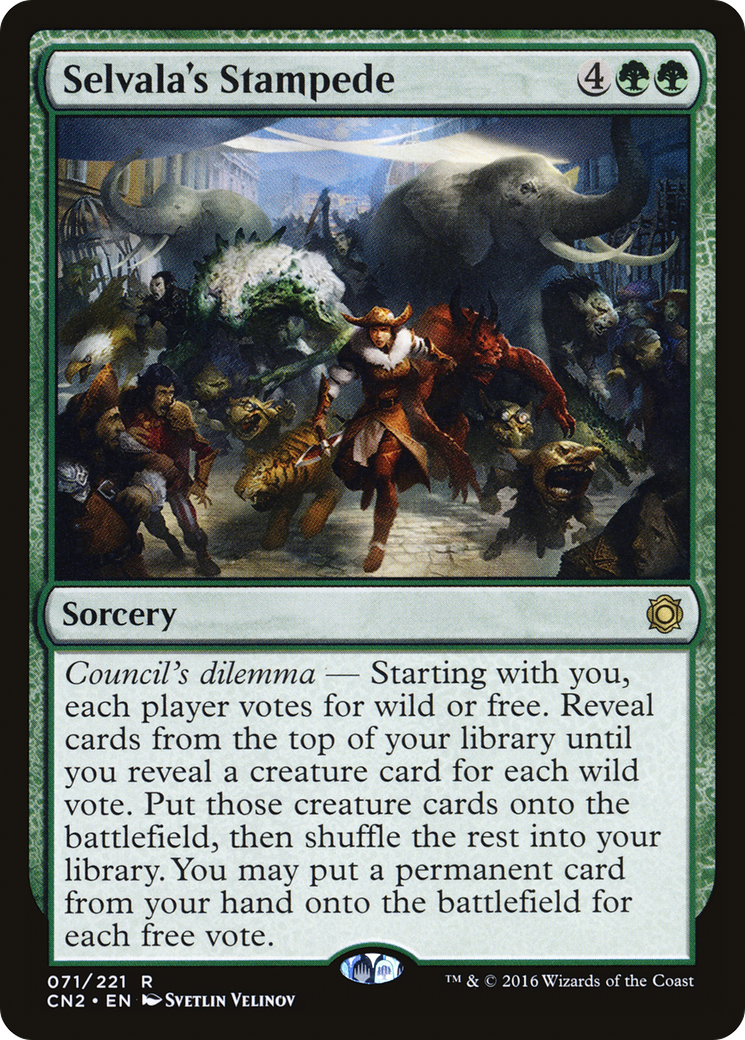 Selvala's Stampede 4
Sorcery
Council's dilemma — Starting with you,
each player votes for wild or free. Reveal
cards from the top of your library until
you reveal a creature card for each wild
vote. Put those creature cards onto the
battlefield, then shuffle the rest into your
library. You may put a permanent card
from your hand onto the battlefield for
each free vote.
071/221 R
CN2 • EN Svetlin Velinov
™ & © 2016 Wizards of the Coast